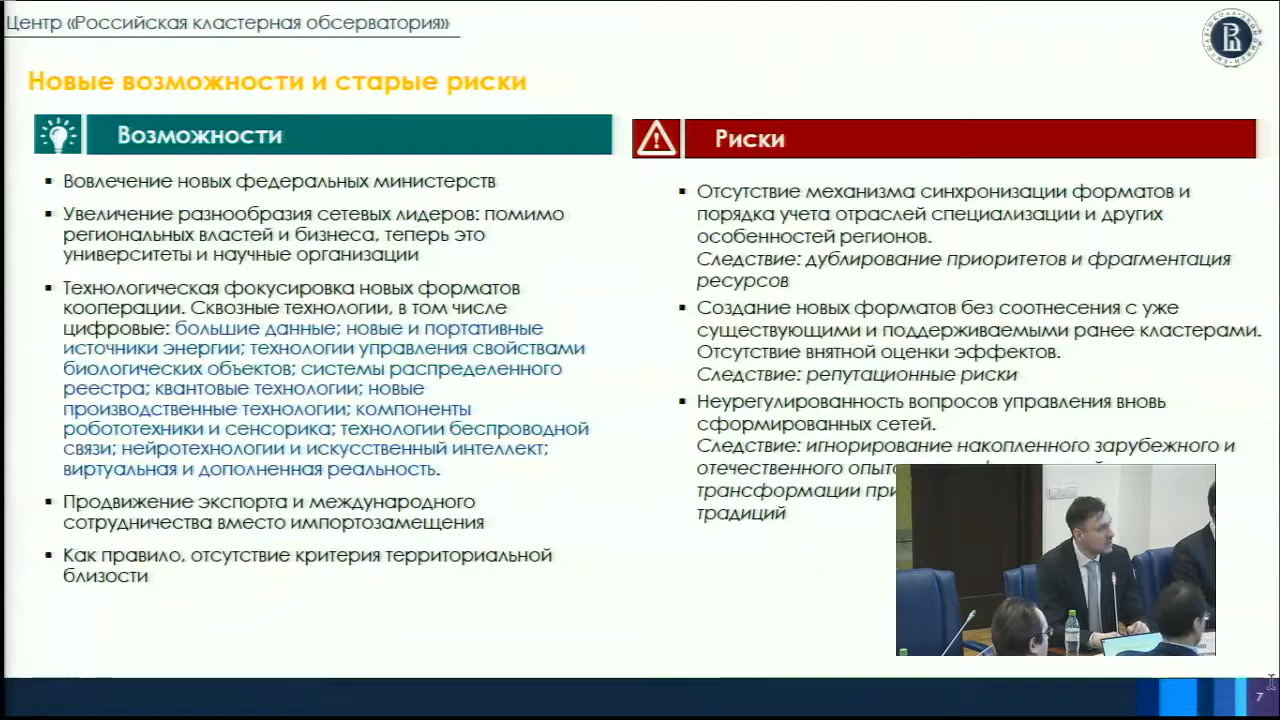 Центр «Российская кластерная обсерватория»
Новые возможности и старые риски
Возможности
Вовлечение новых федеральных министерств
Увеличение разнообразия сетевых лидеров: помимо
региональных властей и бизнеса, теперь это
университеты и научные организации
Технологическая фокусировка новых форматов
кооперации. Сквозные технологии, в том числе
цифровые: большие данные; новые и портативные
источники энергии; технологии управления свойствами
биологических объектов; системы распределенного
реестра; квантовые технологии; новые
производственные технологии; компоненты
робототехники и сенсорика; технологии беспроводной
связи; нейротехнологии и искусственный интеллект;
виртуальная и дополненная реальность.
Продвижение экспорта и международного
сотрудничества вместо импортозамещения
Как правило, отсутствие критерия территориальной
близости
Риски
Отсутствие механизма синхронизации форматов и
порядка учета отраслей специализации и других
особенностей регионов.
Следствие: дублирование приоритетов и фрагментация
ресурсов
Создание новых форматов без соотнесения с уже
существующими и поддерживаемыми ранее кластерами.
Отсутствие внятной оценки эффектов.
Следствие: репутационные риски
Неурегулированность вопросов управления вновь
сформированных сетей.
Следствие: игнорирование накопленного зарубежного и
отечественного
трансформации
традиций
7